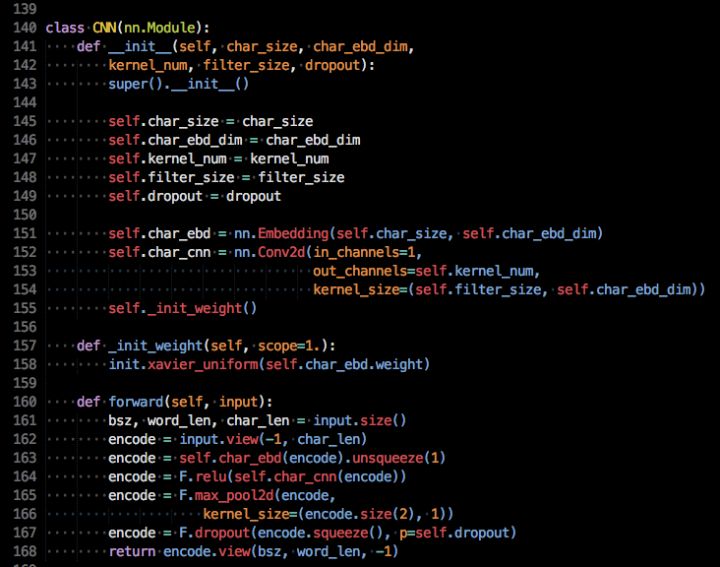 139
140 class CNN(nn.Module):
141 ····def __init__(self, char_size, char_ebd_dim,
142 ········kernel_num, filter_size, dropout):
143 ········super().__init__()
144
145 ········self.char_size = char_size
146 ········self.char_ebd_dim = char_ebd_dim
147 ········self.kernel_num = kernel_num
148 ········self.filter_size = filter_size
149 ········self.dropout = dropout
150
151 ········self.char_ebd = nn.Embedding(self.char_size, self.char_ebd_dim)
152 ········self.char_cnn = nn.Conv2d(in_channels=1,
153 ··································out_channels=self.kernel_num,
154 ··································kernel_size=(self.filter_size, self.char_ebd_dim))
155 ········self._init_weight()
156
157 ····def _init_weight(self, scope=1.):
158 ········init.xavier_uniform(self.char_ebd.weight)
159
160 ····def forward(self, input):
161 ········bsz, word_len, char_len = input.size()
162 ········encode = input.view(-1, char_len)
163 ········encode = self.char_ebd(encode).unsqueeze(1)
164 ········encode = F.relu(self.char_cnn(encode))
165 ········encode = F.max_pool2d(encode,
166 ····················kernel_size=(encode.size(2), 1))
167 ········encode = F.dropout(encode.squeeze(), p=self.dropout)
168 ········return encode.view(bsz, word_len, -1)